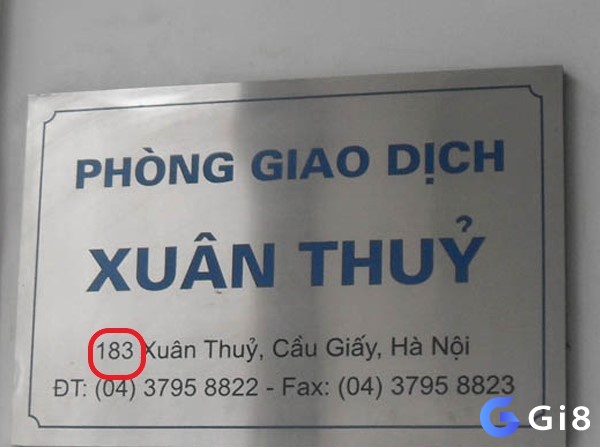 PHÒNG GIAO DỊCH
XUÂN THUỶ
183 Xuân Thuỷ, Cầu Giấy, Hà Nội
ĐT: (04) 3795 8822 - Fax: (04) 3795 8823
Gi8